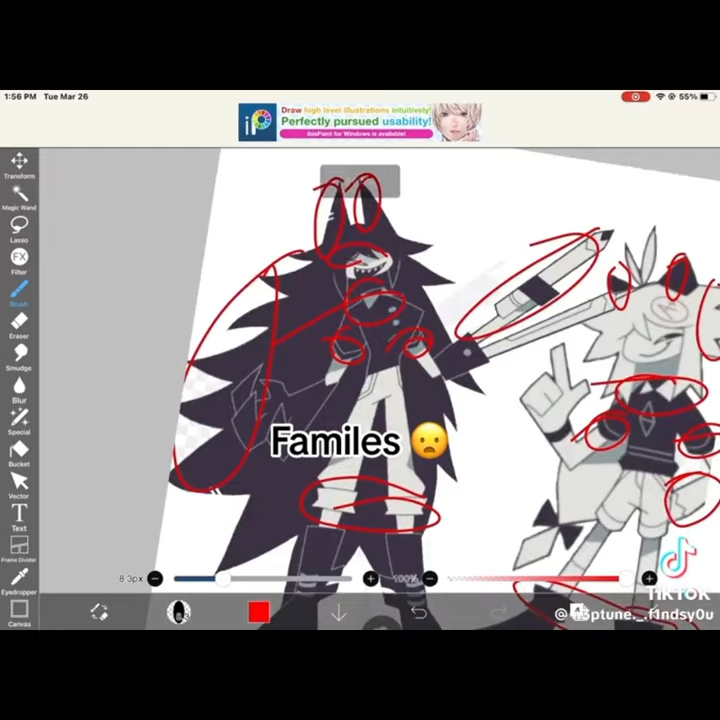 1:56 PM Tue Mar 26
55%
Draw high level illustrations intuitively!
Perfectly pursued usability!
ibisPaint for Windows is available!
iP
Transform
Magic Wand
Lasso
FX
Filter
Brush
Eraser
Smudge
Blur
Special
Bucket
Vector
T
Text
Frame Divider
Eyedropper
Canvas
Familes 😦
8.3px
100%
TikTok